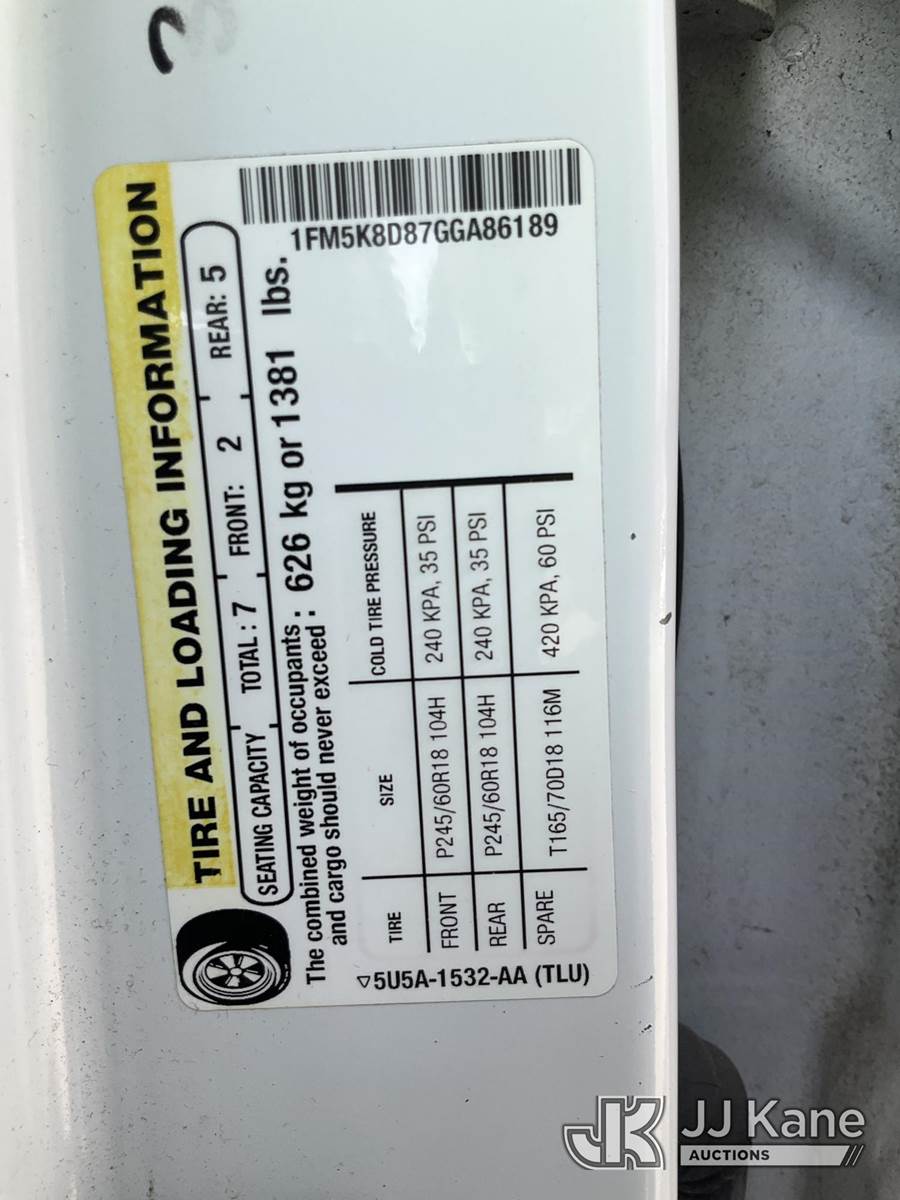 3
TIRE AND LOADING INFORMATION
SEATING CAPACITY TOTAL : 7 FRONT: 2 REAR: 5
The combined weight of occupants
and cargo should never exceed : 626 kg or 1381 lbs.
1FM5K8D87GGA86189
TIRE SIZE COLD TIRE PRESSURE
FRONT P245/60R18 104H 240 KPA, 35 PSI
REAR P245/60R18 104H 240 KPA, 35 PSI
SPARE T165/70D18 116M 420 KPA, 60 PSI
▽5U5A-1532-AA (TLU)
JK JJ Kane
AUCTIONS